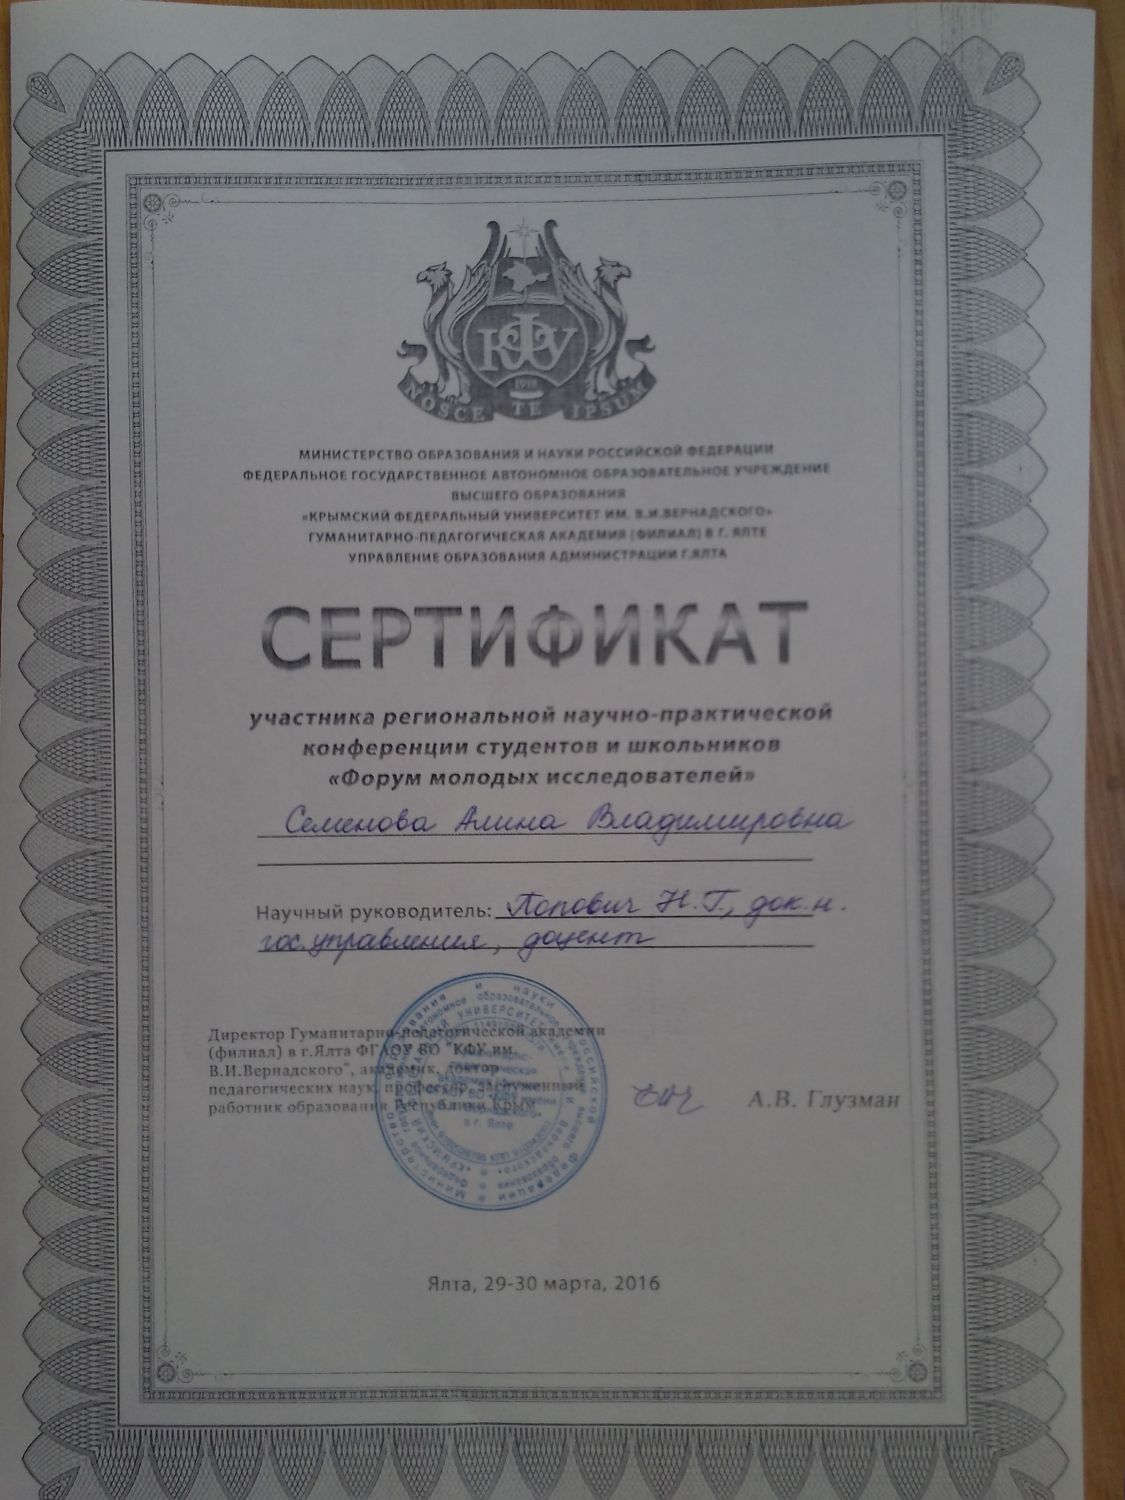 КФУ
1918
NOSCE TE IPSUM
МИНИСТЕРСТВО ОБРАЗОВАНИЯ И НАУКИ РОССИЙСКОЙ ФЕДЕРАЦИИ
ФЕДЕРАЛЬНОЕ ГОСУДАРСТВЕННОЕ АВТОНОМНОЕ ОБРАЗОВАТЕЛЬНОЕ УЧРЕЖДЕНИЕ
ВЫСШЕГО ОБРАЗОВАНИЯ
«КРЫМСКИЙ ФЕДЕРАЛЬНЫЙ УНИВЕРСИТЕТ ИМ. В.И.ВЕРНАДСКОГО»
ГУМАНИТАРНО-ПЕДАГОГИЧЕСКАЯ АКАДЕМИЯ (ФИЛИАЛ) В Г. ЯЛТЕ
УПРАВЛЕНИЕ ОБРАЗОВАНИЯ АДМИНИСТРАЦИИ Г.ЯЛТА
СЕРТИФИКАТ
участника региональной научно-практической
конференции студентов и школьников
«Форум молодых исследователей»
Семенова Алина Владимировна
Научный руководитель: Попович Н.Г., док.н.
гос.управления, доцент
Директор Гуманитарно-педагогической академии
(филиал) в г.Ялта ФГАОУ ВО "КФУ им.
В.И.Вернадского", академик, доктор
педагогических наук, профессор, заслуженный
работник образования Республики Крым
А.В. Глузман
в г. Ялте
Ялта, 29-30 марта, 2016